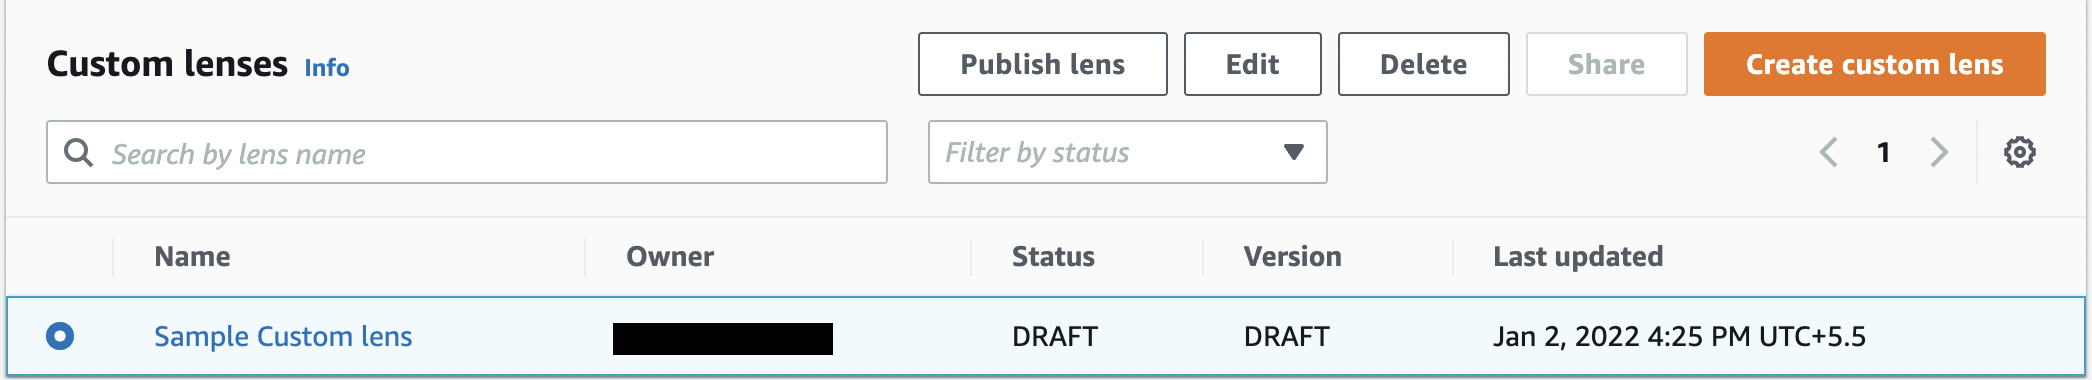 Custom lenses Info Publish lens Edit Delete Share Create custom lens
Search by lens name Filter by status 1
Name Owner Status Version Last updated
Sample Custom lens DRAFT DRAFT Jan 2, 2022 4:25 PM UTC+5.5